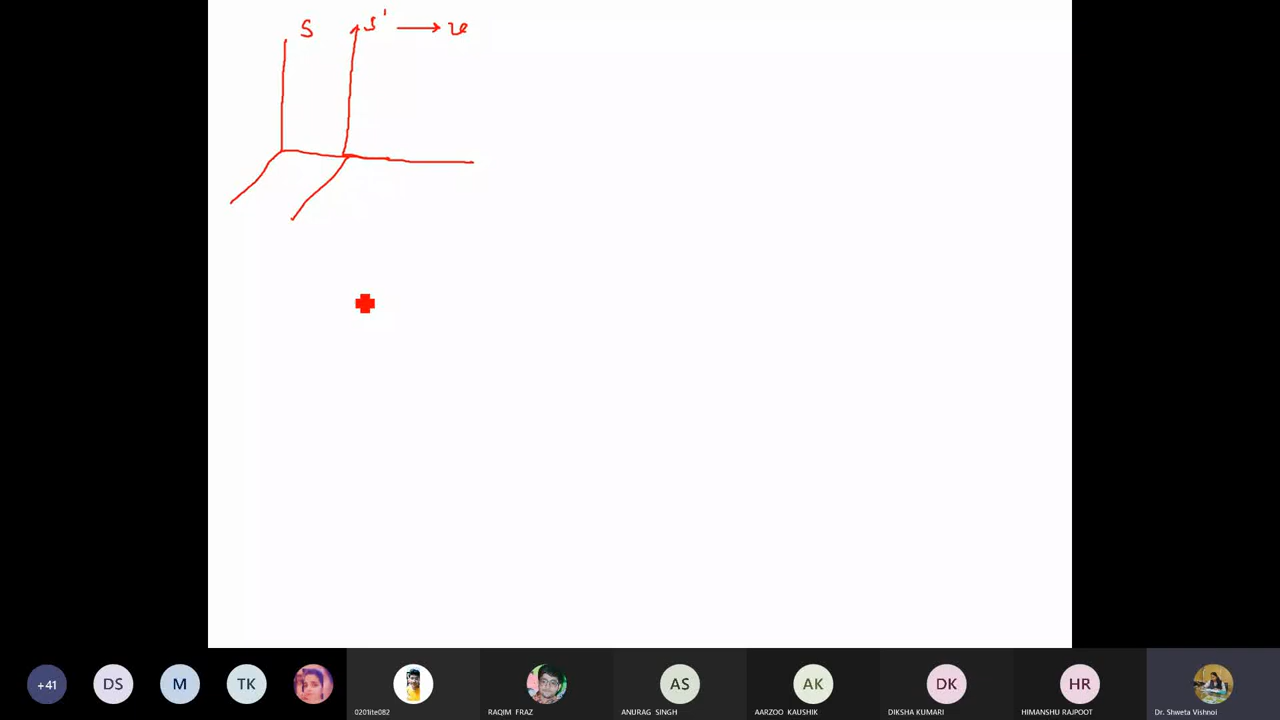 S S' → v
+41 DS M TK AS AK DK HR
0201ite082 RAQIM FRAZ ANURAG SINGH AARZOO KAUSHIK DIKSHA KUMARI HIMANSHU RAJPOOT Dr. Shweta Vishnoi